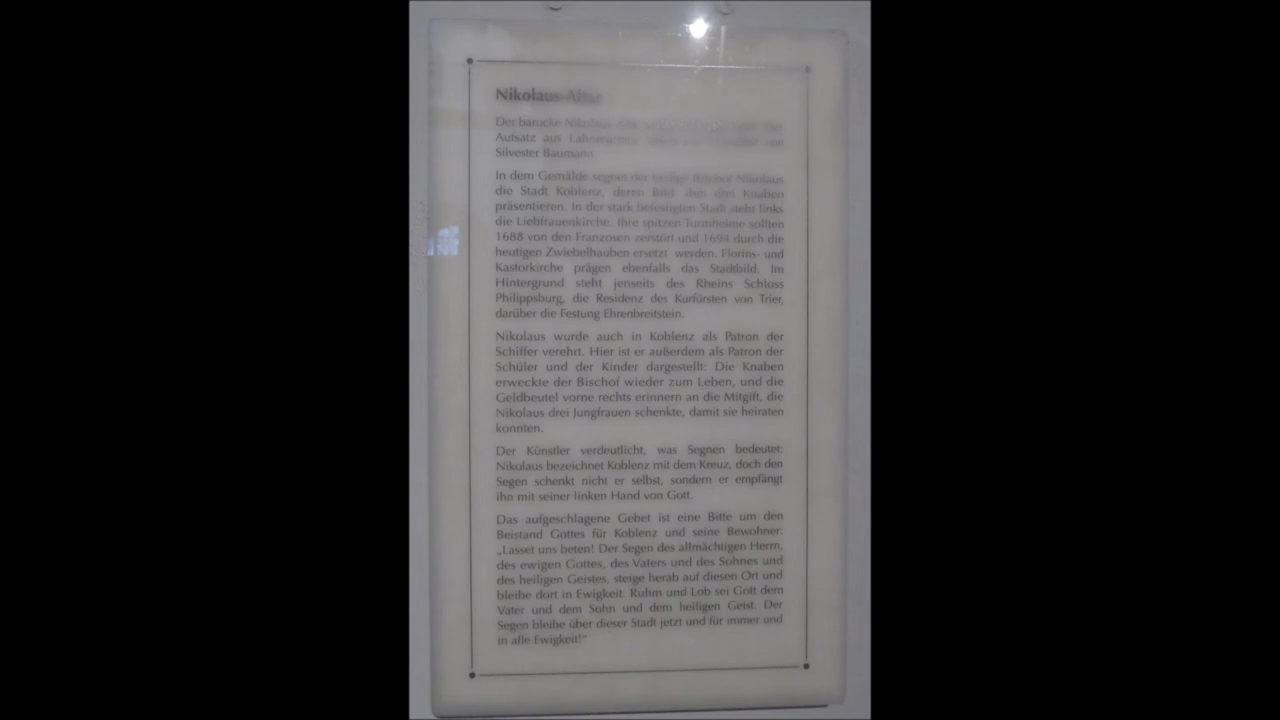 Nikolaus-Altar
Der barocke Nikolaus-
Aufsatz aus Lahnmarmor von
Silvester Baumann.
In dem Gemälde segnet der heilige Bischof Nikolaus
die Stadt Koblenz, deren Bild ihm drei Knaben
präsentieren. In der stark befestigten Stadt steht links
die Liebfrauenkirche. Ihre spitzen Turmhelme sollten
1688 von den Franzosen zerstört und 1694 durch die
heutigen Zwiebelhauben ersetzt werden. Florins- und
Kastorkirche prägen ebenfalls das Stadtbild. Im
Hintergrund steht jenseits des Rheins Schloss
Philippsburg, die Residenz des Kurfürsten von Trier,
darüber die Festung Ehrenbreitstein.
Nikolaus wurde auch in Koblenz als Patron der
Schiffer verehrt. Hier ist er außerdem als Patron der
Schüler und der Kinder dargestellt: Die Knaben
erweckte der Bischof wieder zum Leben, und die
Geldbeutel vorne rechts erinnern an die Mitgift, die
Nikolaus drei Jungfrauen schenkte, damit sie heiraten
konnten.
Der Künstler verdeutlicht, was Segnen bedeutet:
Nikolaus bezeichnet Koblenz mit dem Kreuz, doch den
Segen schenkt nicht er selbst, sondern er empfängt
ihn mit seiner linken Hand von Gott.
Das aufgeschlagene Gebet ist eine Bitte um den
Beistand Gottes für Koblenz und seine Bewohner:
„Lasset uns beten! Der Segen des allmächtigen Herrn,
des ewigen Gottes, des Vaters und des Sohnes und
des heiligen Geistes, steige herab auf diesen Ort und
bleibe dort in Ewigkeit. Ruhm und Lob sei Gott dem
Vater und dem Sohn und dem heiligen Geist. Der
Segen bleibe über dieser Stadt jetzt und für immer und
in alle Ewigkeit!"